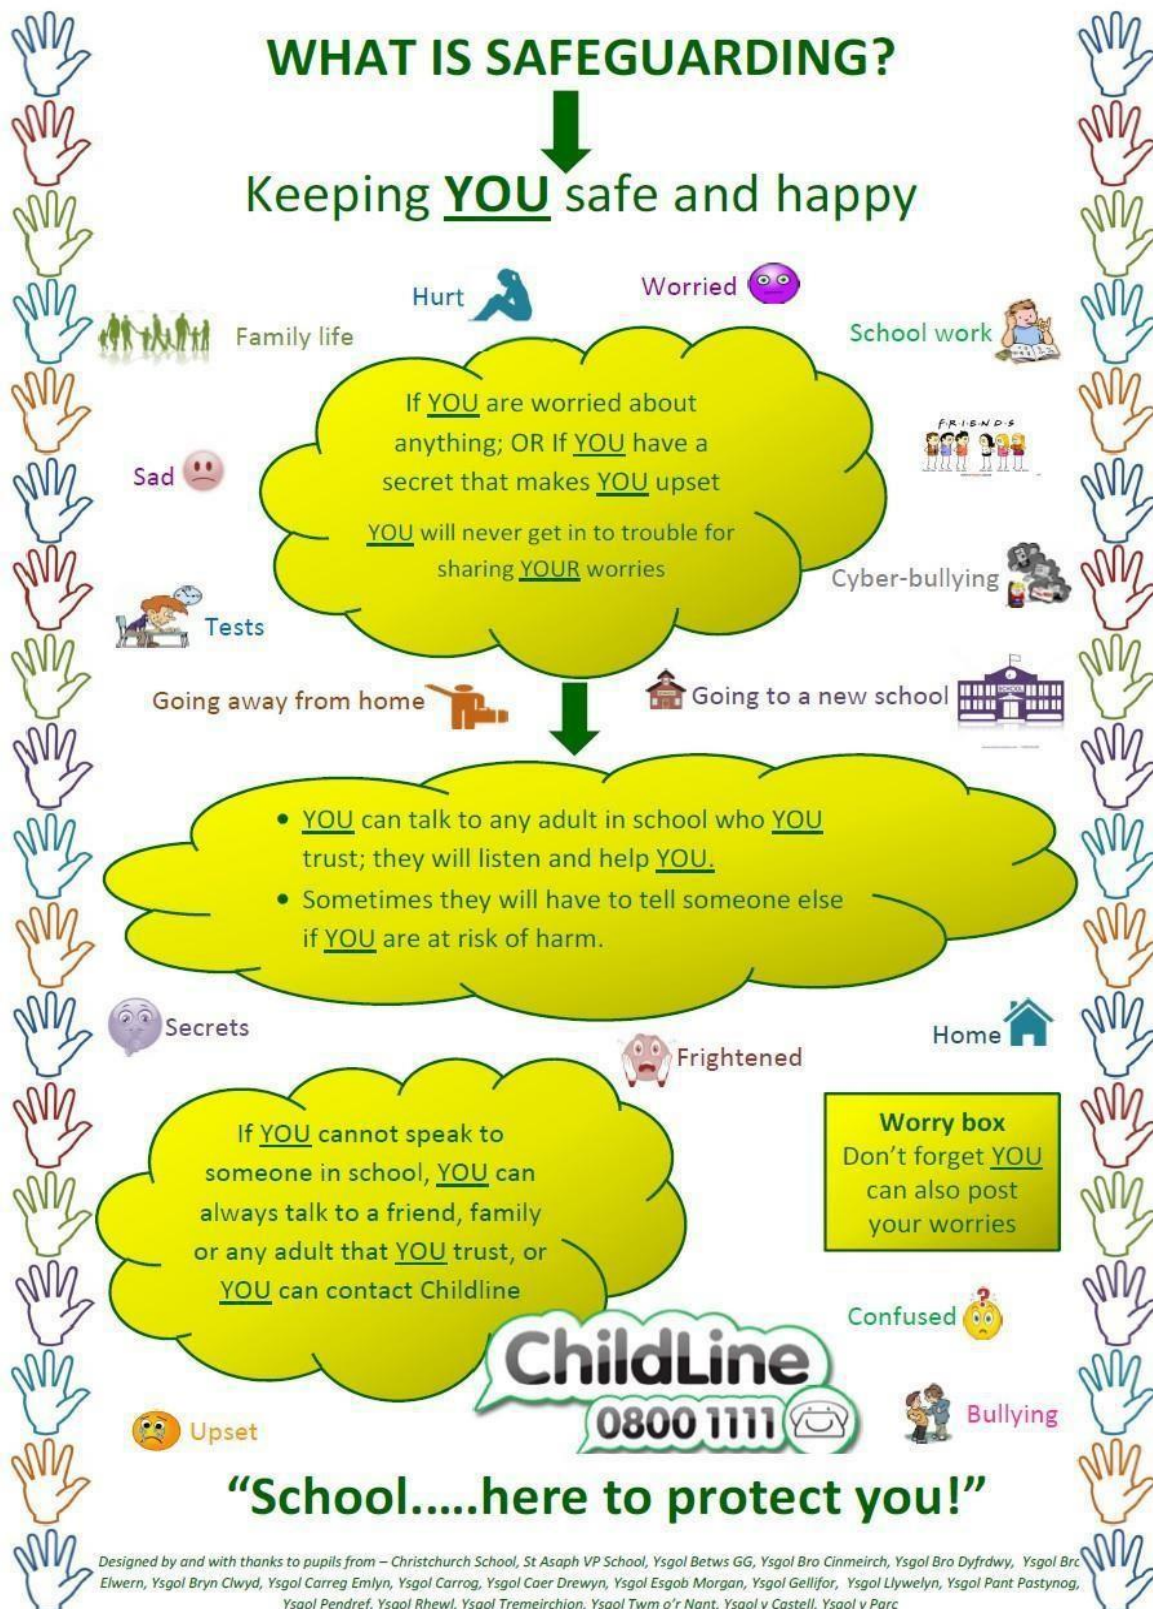 WHAT IS SAFEGUARDING?
Keeping YOU safe and happy
Hurt
Worried
Family life
School work
If YOU are worried about
anything; OR If YOU have a
secret that makes YOU upset
YOU will never get in to trouble for
sharing YOUR worries
F·R·I·E·N·D·S
Sad
Cyber-bullying
Tests
Going away from home
Going to a new school
SCHOOL
• YOU can talk to any adult in school who YOU
trust; they will listen and help YOU.
• Sometimes they will have to tell someone else
if YOU are at risk of harm.
Secrets
Frightened
Home
If YOU cannot speak to
someone in school, YOU can
always talk to a friend, family
or any adult that YOU trust, or
YOU can contact Childline
Worry box
Don't forget YOU
can also post
your worries
Confused
ChildLine
0800 1111
Upset
Bullying
“School.....here to protect you!”
Designed by and with thanks to pupils from – Christchurch School, St Asaph VP School, Ysgol Betws GG, Ysgol Bro Cinmeirch, Ysgol Bro Dyfrdwy, Ysgol Bro
Elwern, Ysgol Bryn Clwyd, Ysgol Carreg Emlyn, Ysgol Carrog, Ysgol Caer Drewyn, Ysgol Esgob Morgan, Ysgol Gellifor, Ysgol Llywelyn, Ysgol Pant Pastynog,
Ysgol Pendref, Ysgol Rhewl, Ysgol Tremeirchion, Ysgol Twm o'r Nant, Ysgol y Castell, Ysgol y Parc